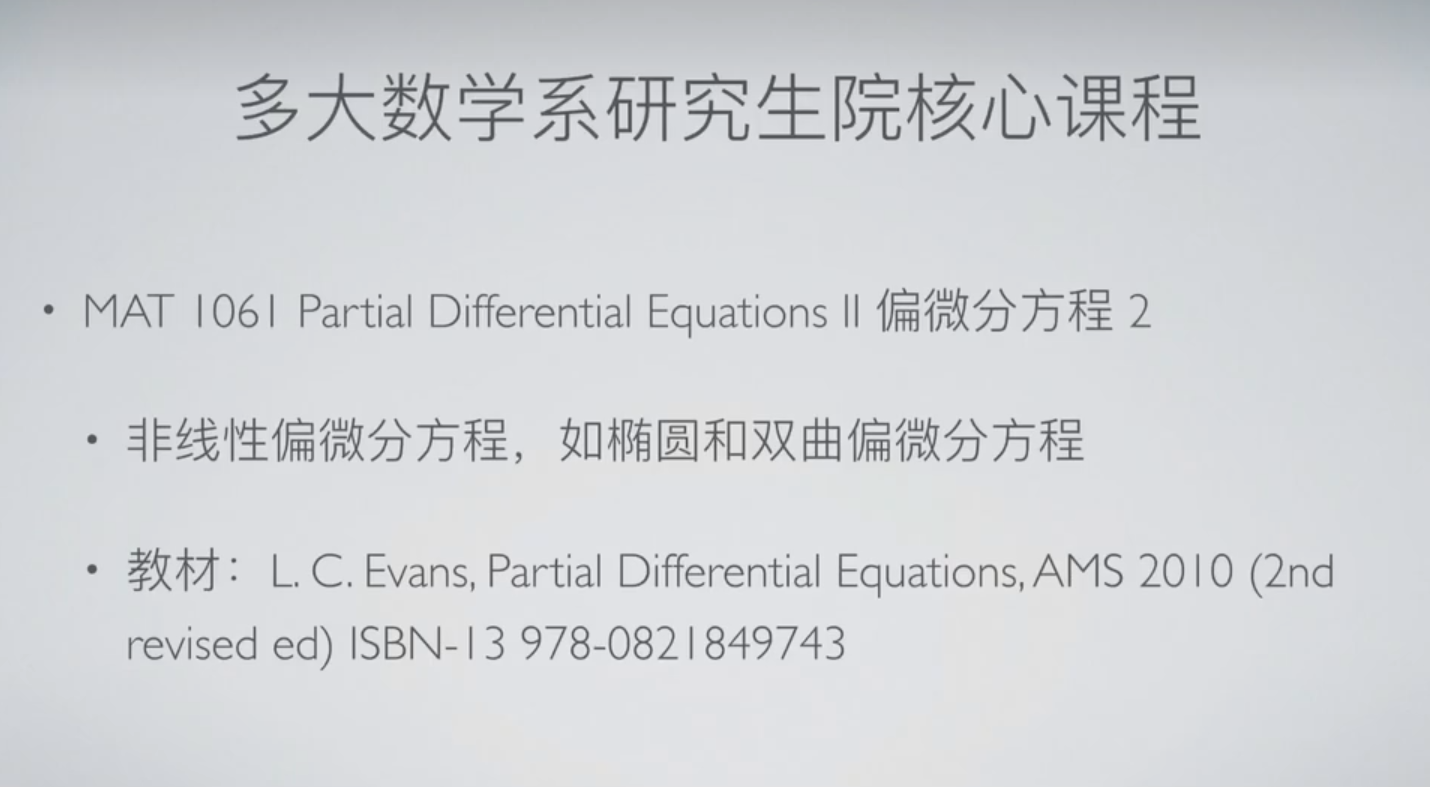 多大数学系研究生院核心课程
• MAT 1061 Partial Differential Equations II 偏微分方程 2
• 非线性偏微分方程，如椭圆和双曲偏微分方程
• 教材：L. C. Evans, Partial Differential Equations, AMS 2010 (2nd
revised ed) ISBN-13 978-0821849743